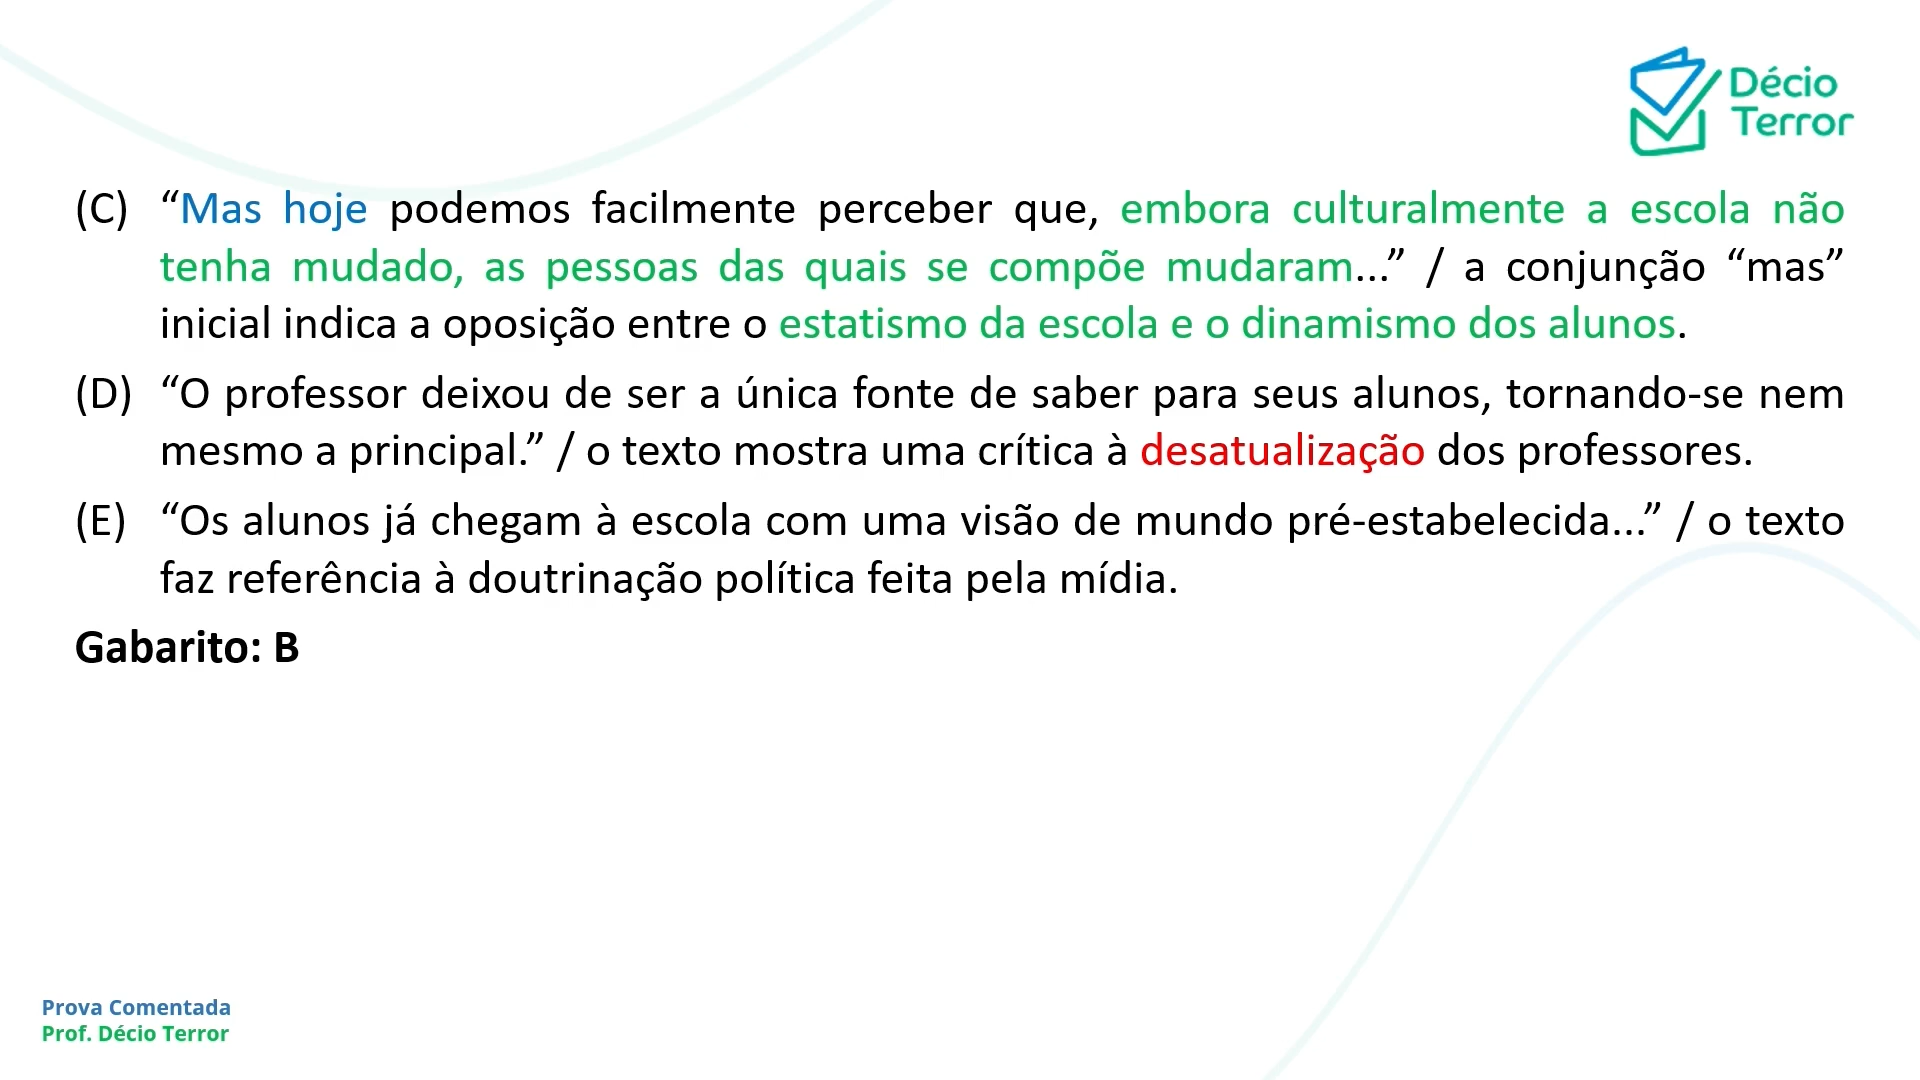 Décio
Terror
(C) “Mas hoje podemos facilmente perceber que, embora culturalmente a escola não
tenha mudado, as pessoas das quais se compõe mudaram...” / a conjunção “mas”
inicial indica a oposição entre o estatismo da escola e o dinamismo dos alunos.
(D) “O professor deixou de ser a única fonte de saber para seus alunos, tornando-se nem
mesmo a principal.” / o texto mostra uma crítica à desatualização dos professores.
(E) “Os alunos já chegam à escola com uma visão de mundo pré-estabelecida...” / o texto
faz referência à doutrinação política feita pela mídia.
Gabarito: B
Prova Comentada
Prof. Décio Terror